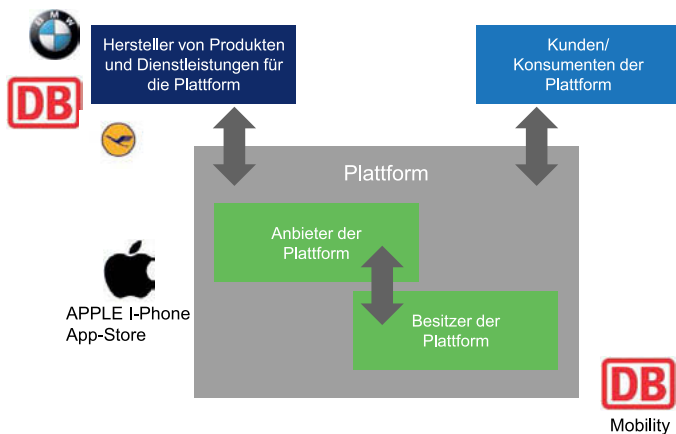 BMW
Hersteller von Produkten
und Dienstleistungen für
die Plattform
Kunden/
Konsumenten der
Plattform
DB
Plattform
Anbieter der
Plattform
APPLE I-Phone
App-Store
Besitzer der
Plattform
DB
Mobility